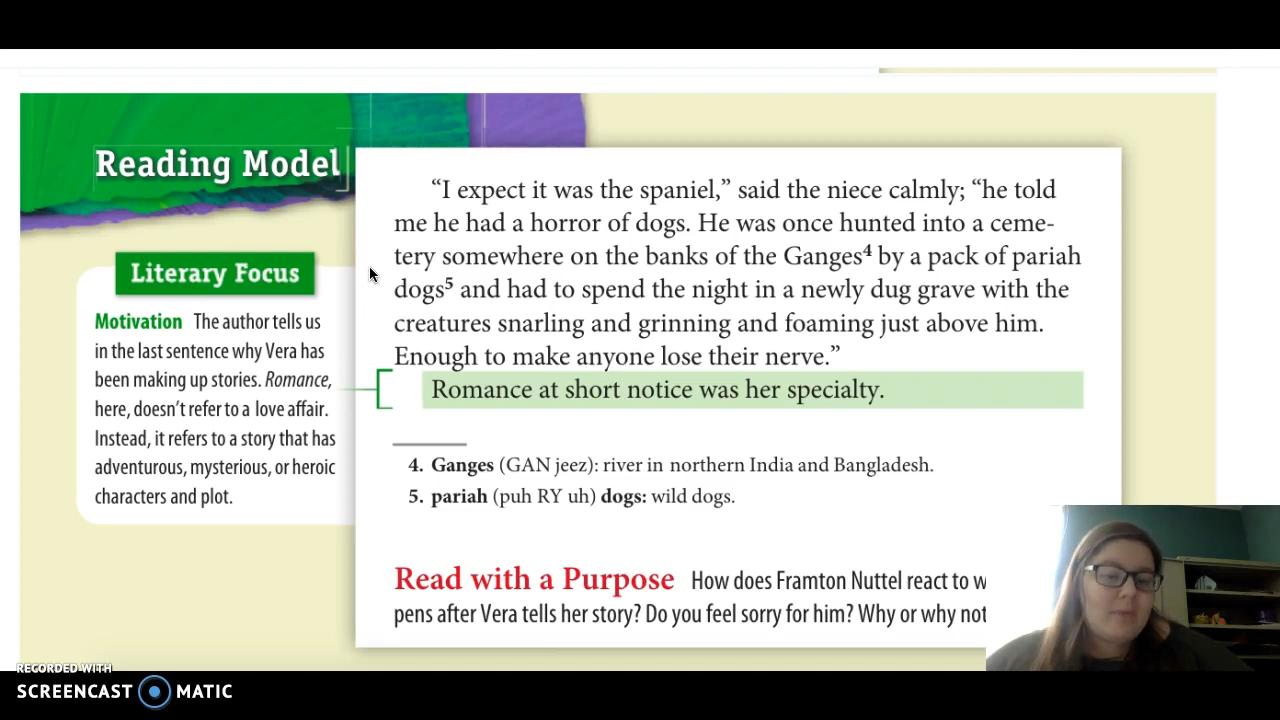 Reading Model
“I expect it was the spaniel,” said the niece calmly; “he told
me he had a horror of dogs. He was once hunted into a ceme-
tery somewhere on the banks of the Ganges⁴ by a pack of pariah
dogs⁵ and had to spend the night in a newly dug grave with the
creatures snarling and grinning and foaming just above him.
Enough to make anyone lose their nerve.”
Romance at short notice was her specialty.
Literary Focus
Motivation The author tells us
in the last sentence why Vera has
been making up stories. Romance,
here, doesn’t refer to a love affair.
Instead, it refers to a story that has
adventurous, mysterious, or heroic
characters and plot.
4. Ganges (GAN jeez): river in northern India and Bangladesh.
5. pariah (puh RY uh) dogs: wild dogs.
Read with a Purpose How does Framton Nuttel react to w
pens after Vera tells her story? Do you feel sorry for him? Why or why not
RECORDED WITH
SCREENCAST MATIC